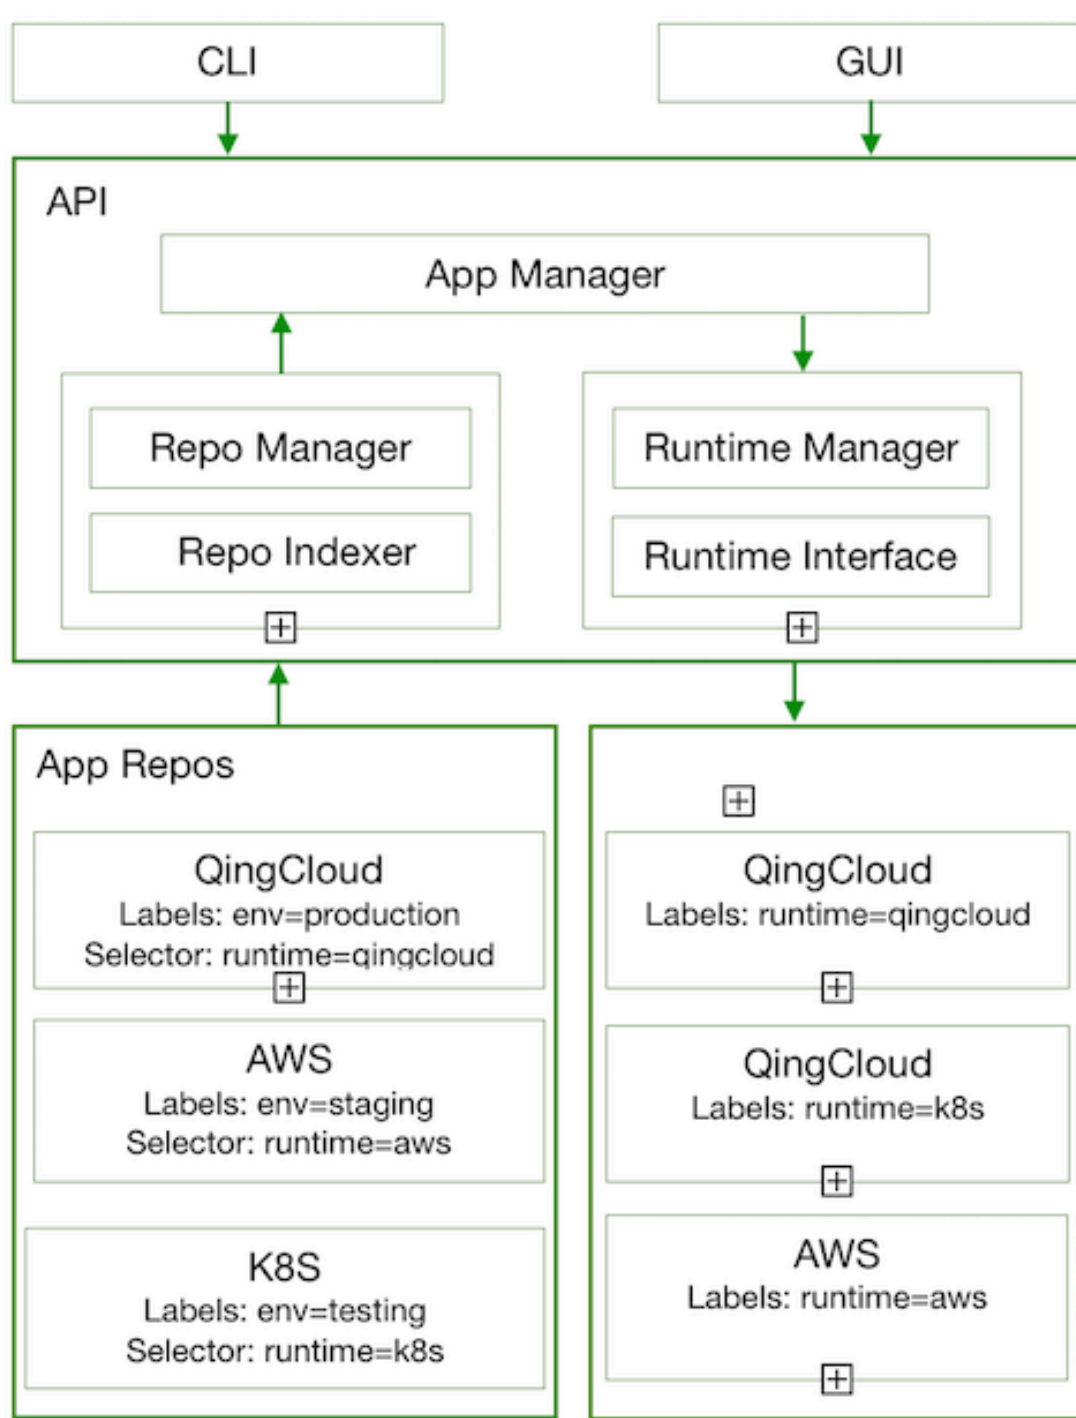 CLI
GUI
API
App Manager
Repo Manager
Runtime Manager
Repo Indexer
Runtime Interface
App Repos
QingCloud
Labels: env=production
Selector: runtime=qingcloud
AWS
Labels: env=staging
Selector: runtime=aws
K8S
Labels: env=testing
Selector: runtime=k8s
QingCloud
Labels: runtime=qingcloud
QingCloud
Labels: runtime=k8s
AWS
Labels: runtime=aws